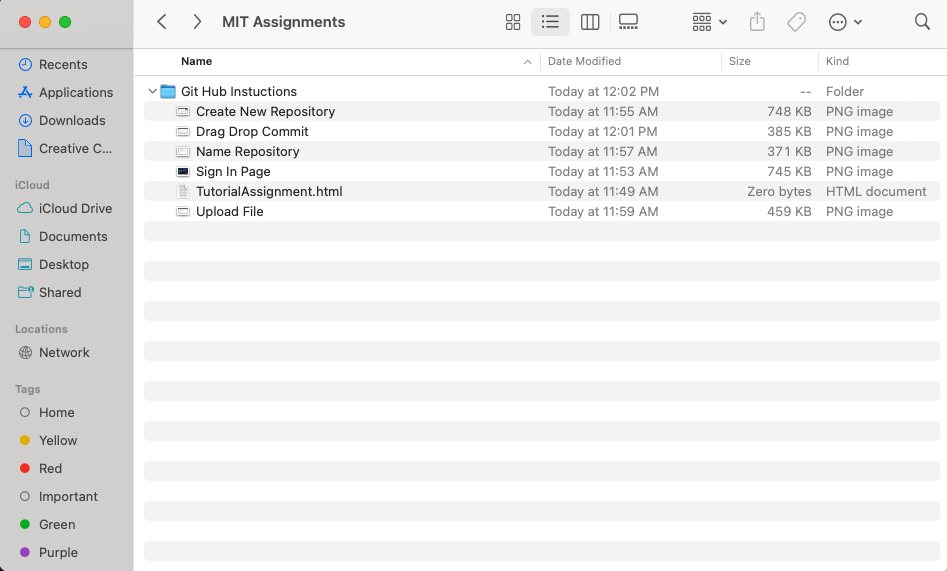 MIT Assignments
Recents
Applications
Downloads
Creative C...
iCloud
iCloud Drive
Documents
Desktop
Shared
Locations
Network
Tags
Home
Yellow
Red
Important
Green
Purple
Name Date Modified Size Kind
Git Hub Instuctions Today at 12:02 PM -- Folder
Create New Repository Today at 11:55 AM 748 KB PNG image
Drag Drop Commit Today at 12:01 PM 385 KB PNG image
Name Repository Today at 11:57 AM 371 KB PNG image
Sign In Page Today at 11:53 AM 745 KB PNG image
TutorialAssignment.html Today at 11:49 AM Zero bytes HTML document
Upload File Today at 11:59 AM 459 KB PNG image